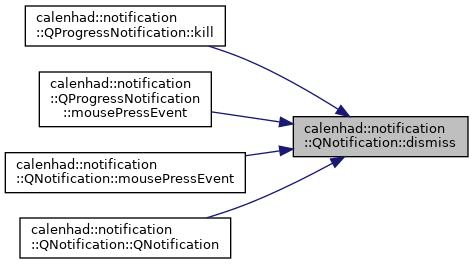 calenhad::notification
::QProgressNotification::kill
calenhad::notification
::QProgressNotification
::mousePressEvent
calenhad::notification
::QNotification::dismiss
calenhad::notification
::QNotification::mousePressEvent
calenhad::notification
::QNotification::QNotification